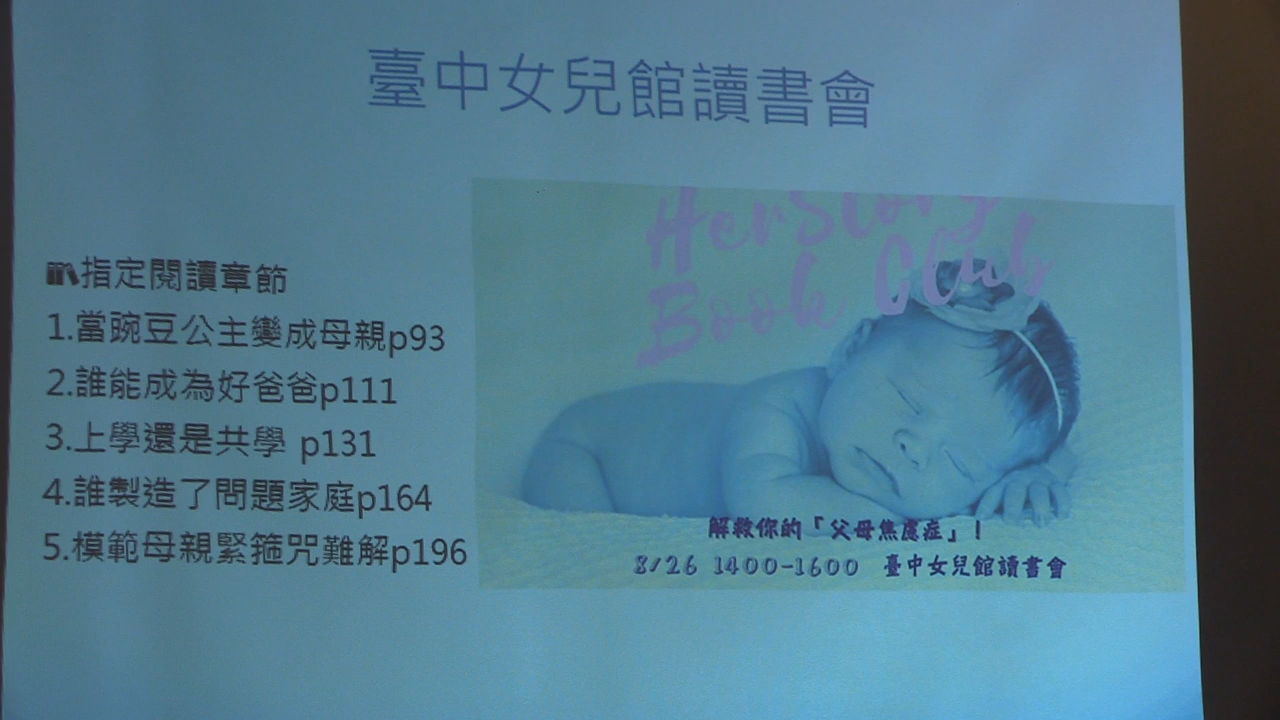 臺中女兒館讀書會
指定閱讀章節
1.當豌豆公主變成母親p93
2.誰能成為好爸爸p111
3.上學還是共學 p131
4.誰製造了問題家庭p164
5.模範母親緊箍咒難解p196
HerStory
Book Club
解救你的「父母焦慮症」!
8/26 1400-1600 臺中女兒館讀書會